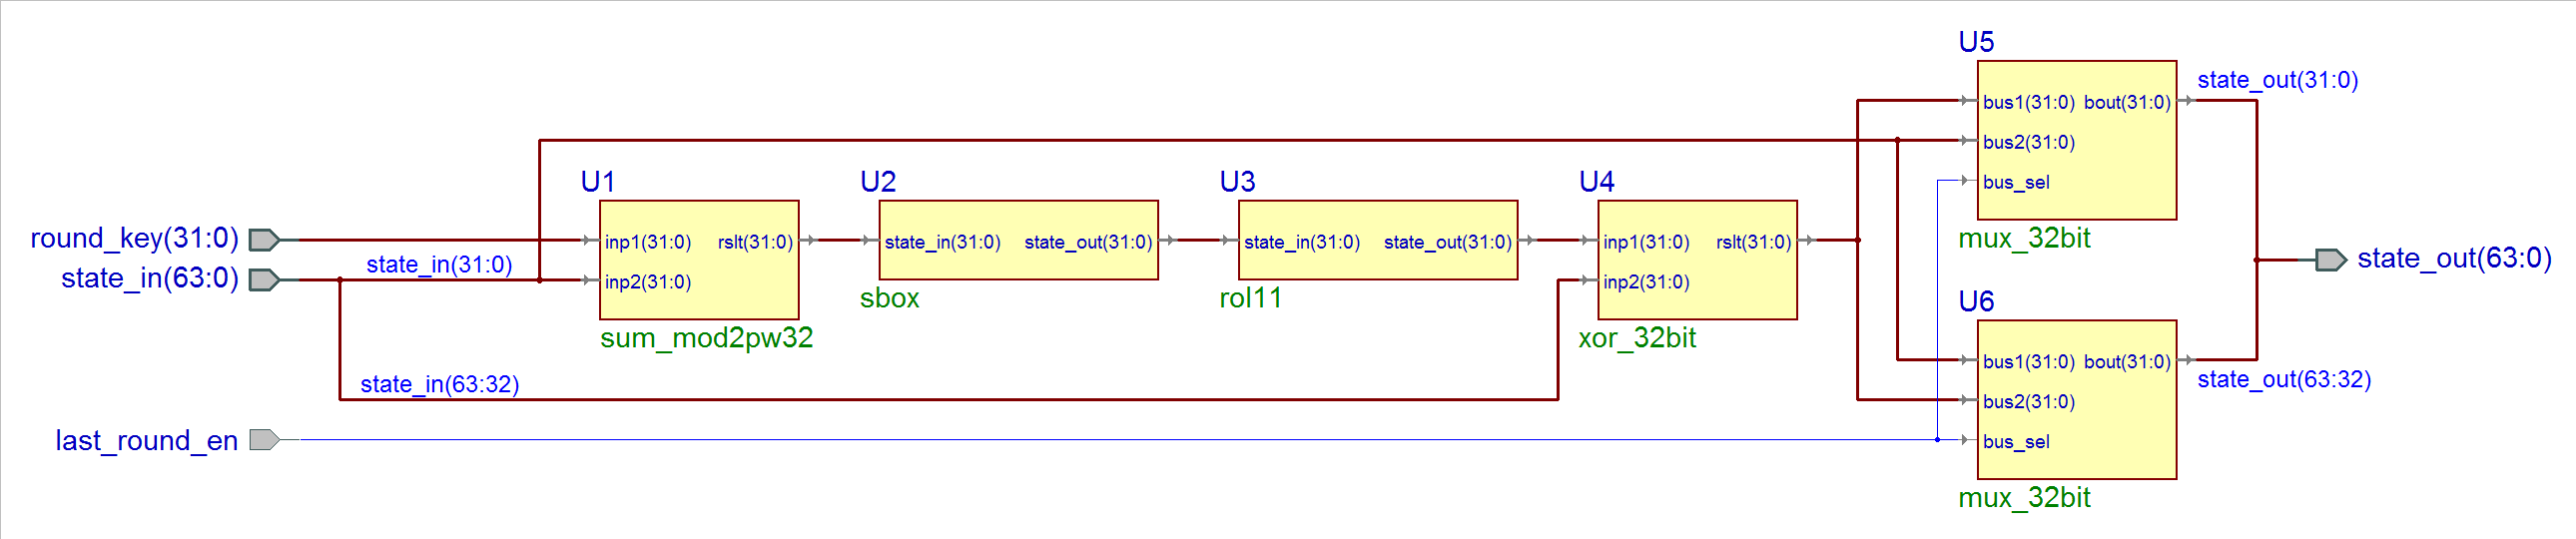 round_key(31:0)
state_in(63:0)
last_round_en
state_in(31:0)
state_in(63:32)
U1
inp1(31:0) rslt(31:0)
inp2(31:0)
sum_mod2pw32
U2
state_in(31:0) state_out(31:0)
sbox
U3
state_in(31:0) state_out(31:0)
rol11
U4
inp1(31:0) rslt(31:0)
inp2(31:0)
xor_32bit
U5
bus1(31:0) bout(31:0)
bus2(31:0)
bus_sel
mux_32bit
state_out(31:0)
U6
bus1(31:0) bout(31:0)
bus2(31:0)
bus_sel
mux_32bit
state_out(63:32)
state_out(63:0)